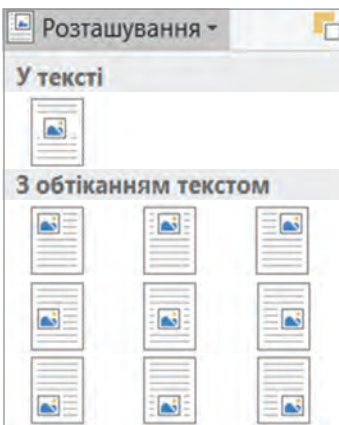 Розташування
У тексті
З обтіканням текстом